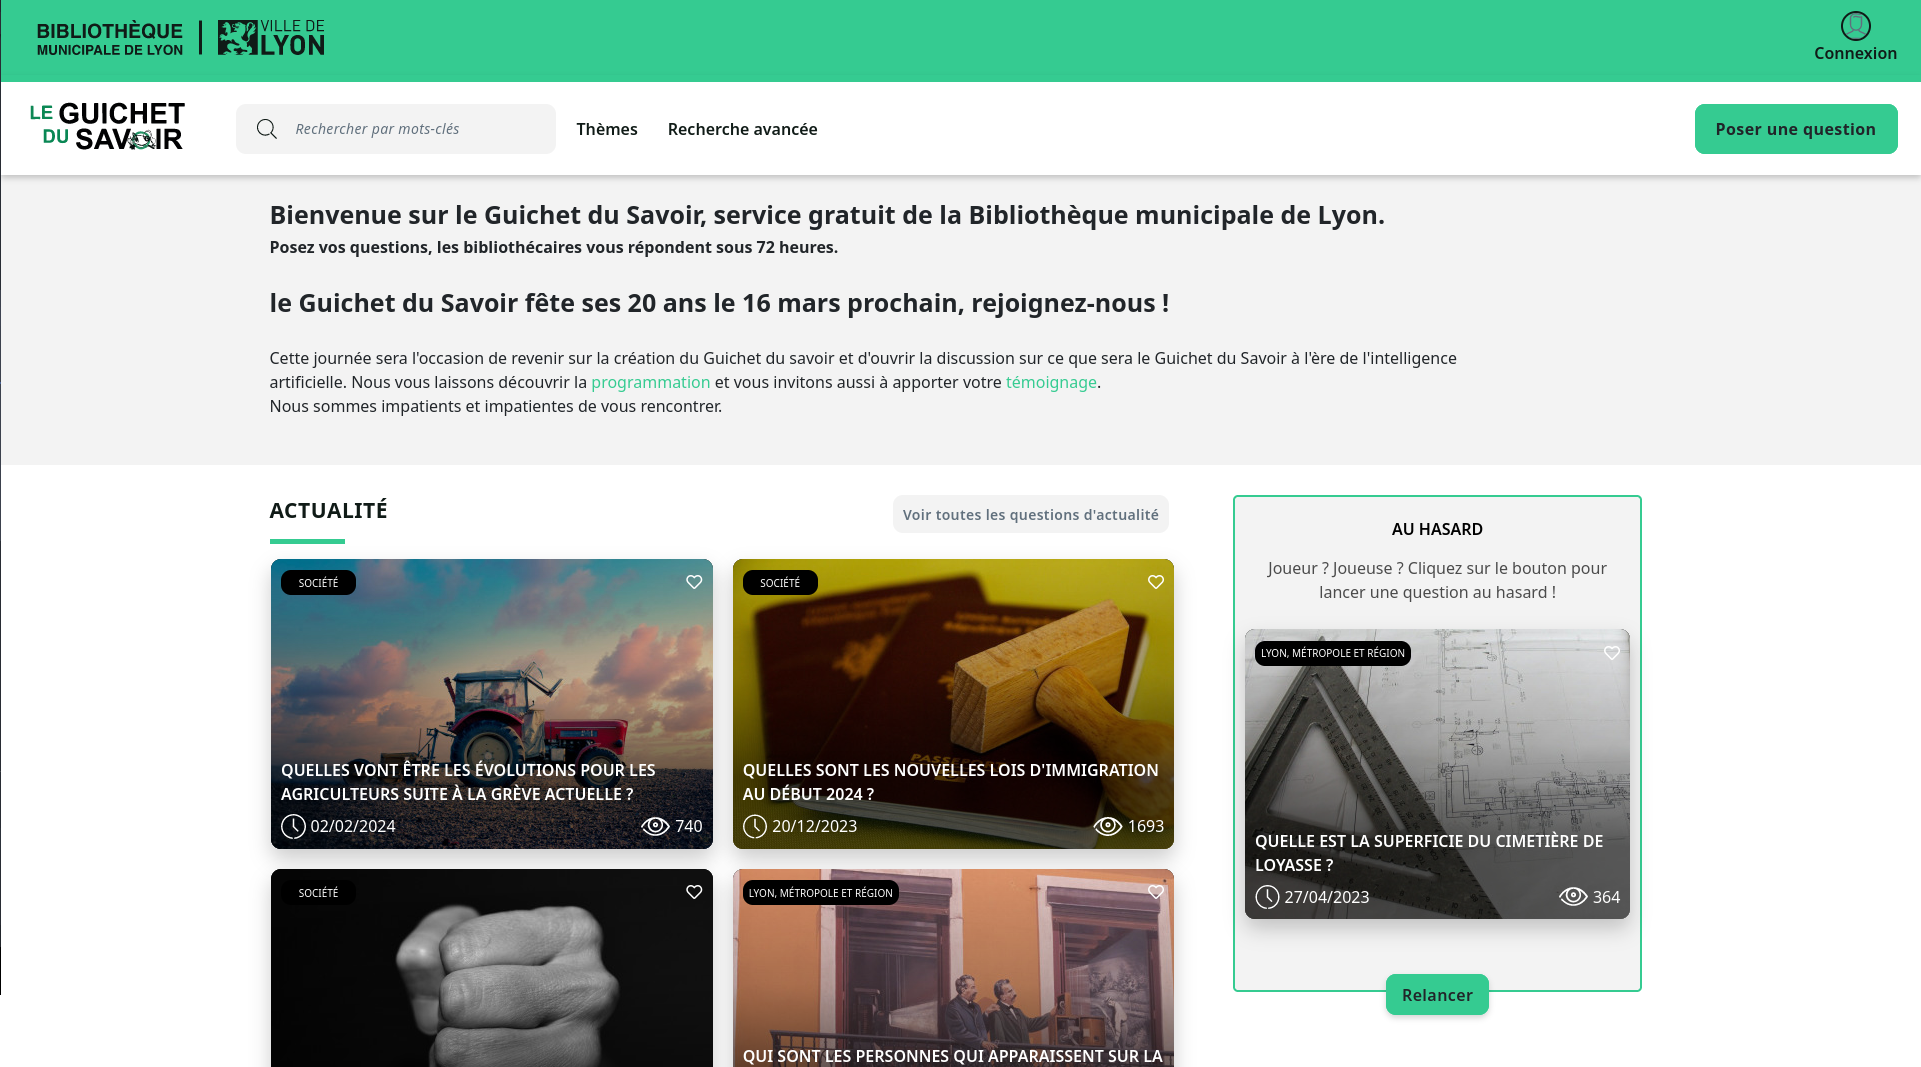 BIBLIOTHÈQUE
MUNICIPALE DE LYON
VILLE DE
LYON
Connexion
LE GUICHET
DU SAVOIR
Rechercher par mots-clés
Thèmes
Recherche avancée
Poser une question
Bienvenue sur le Guichet du Savoir, service gratuit de la Bibliothèque municipale de Lyon.
Posez vos questions, les bibliothécaires vous répondent sous 72 heures.
le Guichet du Savoir fête ses 20 ans le 16 mars prochain, rejoignez-nous !
Cette journée sera l'occasion de revenir sur la création du Guichet du savoir et d'ouvrir la discussion sur ce que sera le Guichet du Savoir à l'ère de l'intelligence
artificielle. Nous vous laissons découvrir la programmation et vous invitons aussi à apporter votre témoignage.
Nous sommes impatients et impatientes de vous rencontrer.
ACTUALITÉ
Voir toutes les questions d'actualité
SOCIÉTÉ
QUELLES VONT ÊTRE LES ÉVOLUTIONS POUR LES
AGRICULTEURS SUITE À LA GRÈVE ACTUELLE ?
02/02/2024
740
SOCIÉTÉ
QUELLES SONT LES NOUVELLES LOIS D'IMMIGRATION
AU DÉBUT 2024 ?
20/12/2023
1693
SOCIÉTÉ
LYON, MÉTROPOLE ET RÉGION
QUI SONT LES PERSONNES QUI APPARAISSENT SUR LA
AU HASARD
Joueur ? Joueuse ? Cliquez sur le bouton pour
lancer une question au hasard !
LYON, MÉTROPOLE ET RÉGION
QUELLE EST LA SUPERFICIE DU CIMETIÈRE DE
LOYASSE ?
27/04/2023
364
Relancer